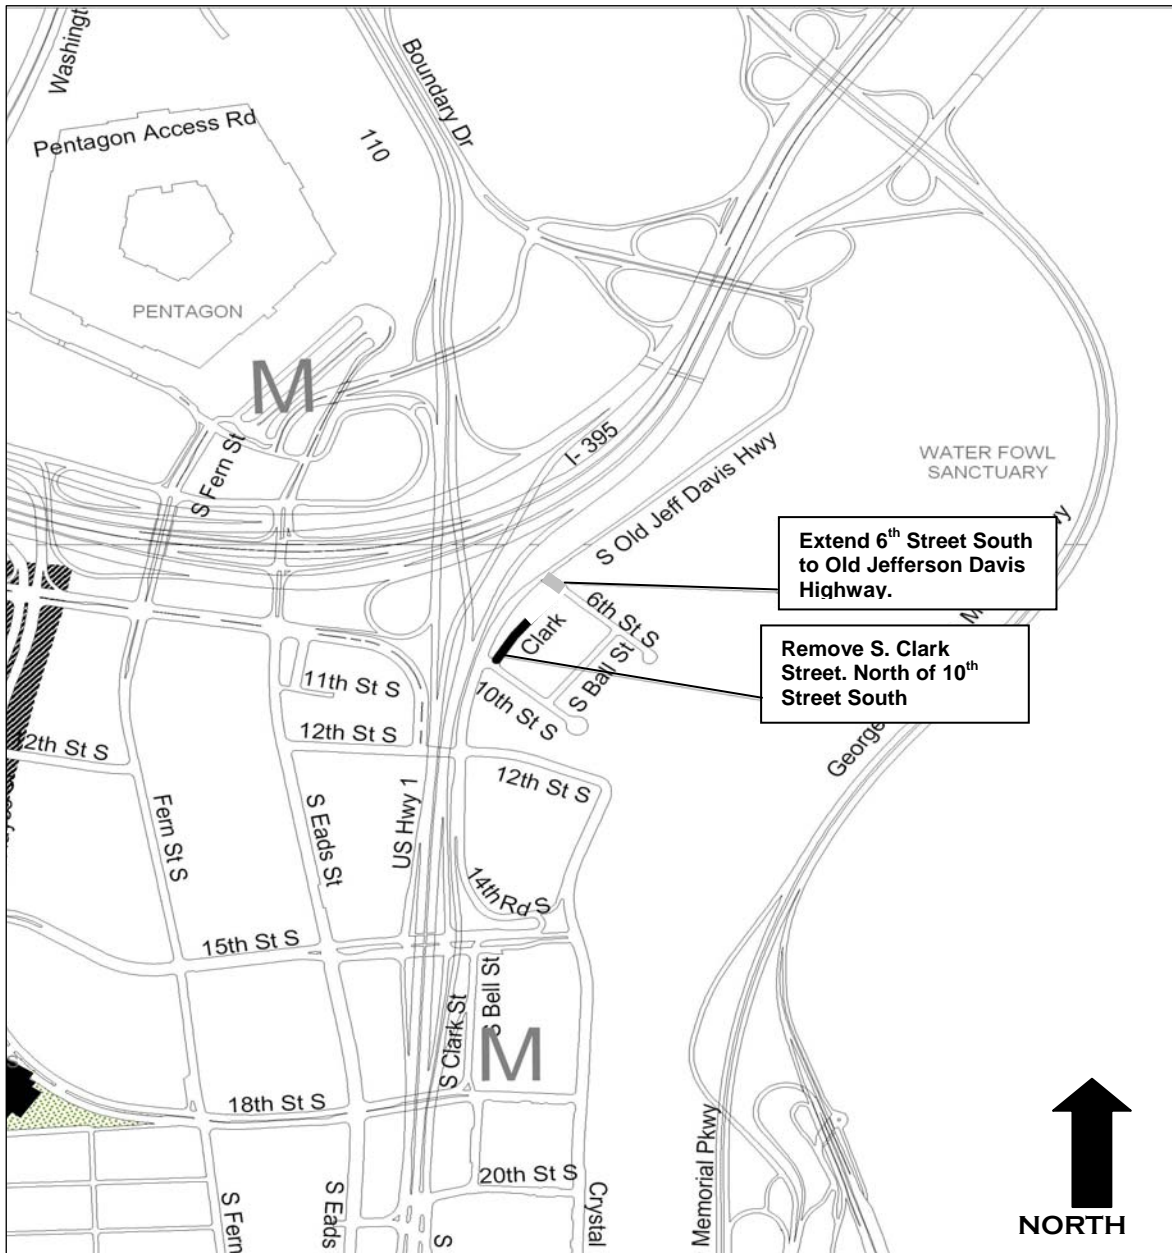 Washingt
Boundary Dr
110
Pentagon Access Rd
PENTAGON
M
S Fern St
I- 395
S Old Jeff Davis Hwy
WATER FOWL
SANCTUARY
Extend 6th Street South
to Old Jefferson Davis
Highway.
6th St S
Clark
S Ball St
10th St S
Remove S. Clark
Street. North of 10th
Street South
11th St S
12th St S
2th St S
12th St S
George
M
wy
Fern St S
S Eads St
US Hwy 1
14th Rd S
15th St S
S Clark St
S Bell St
M
18th St S
20th St S
S Fern
S Eads
S
Crystal
Memorial Pkwy
NORTH